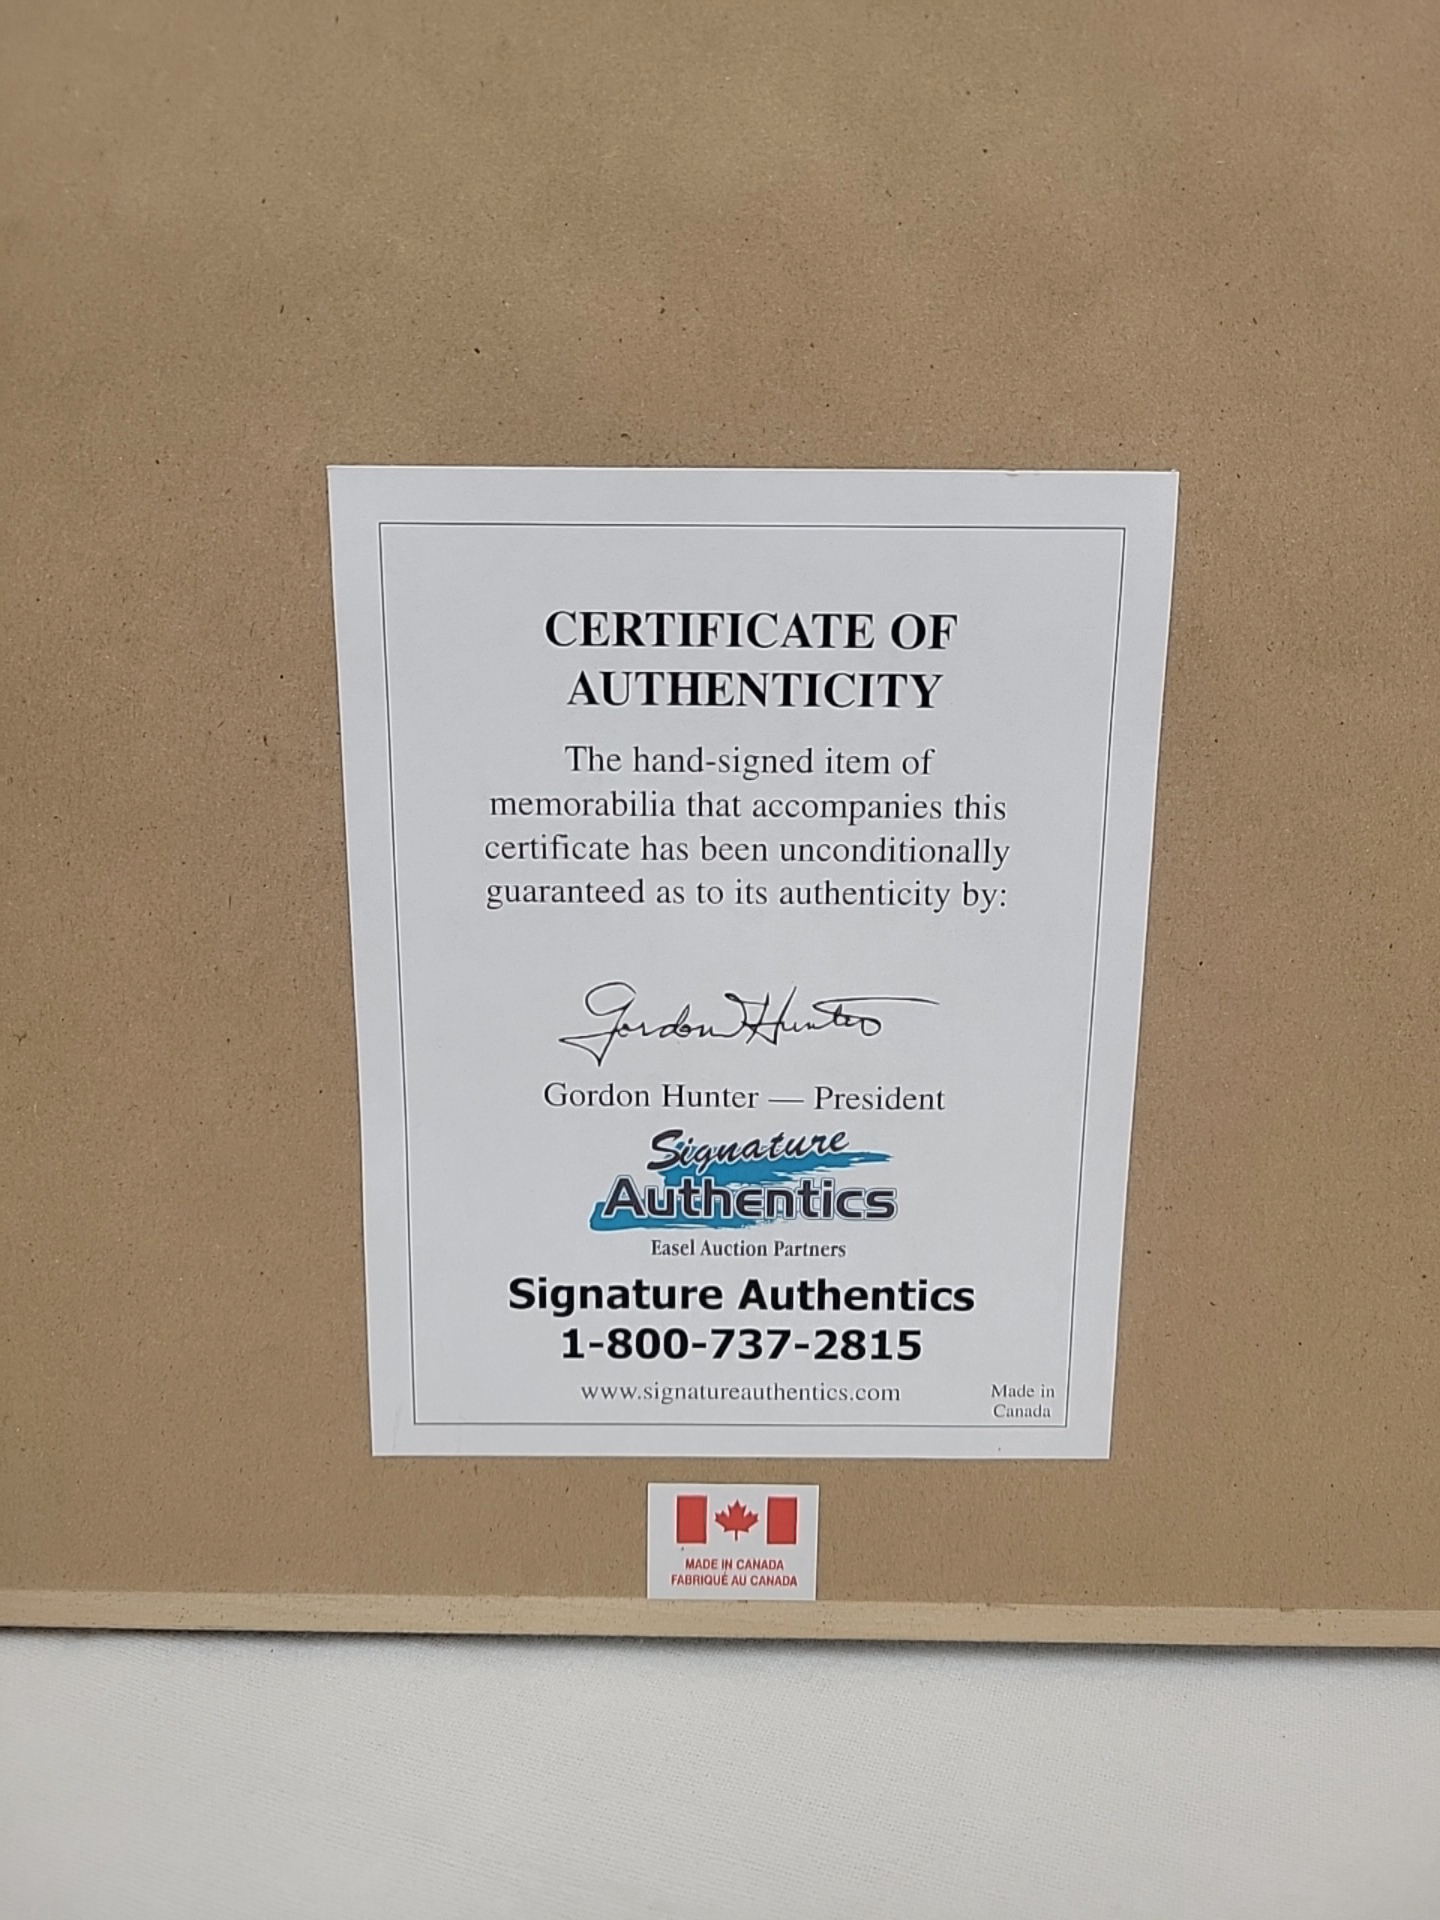 CERTIFICATE OF
AUTHENTICITY
The hand-signed item of
memorabilia that accompanies this
certificate has been unconditionally
guaranteed as to its authenticity by:
Gordon Hunter
Gordon Hunter — President
Signature
Authentics
Easel Auction Partners
Signature Authentics
1-800-737-2815
www.signatureauthentics.com
Made in
Canada
MADE IN CANADA
FABRIQUÉ AU CANADA